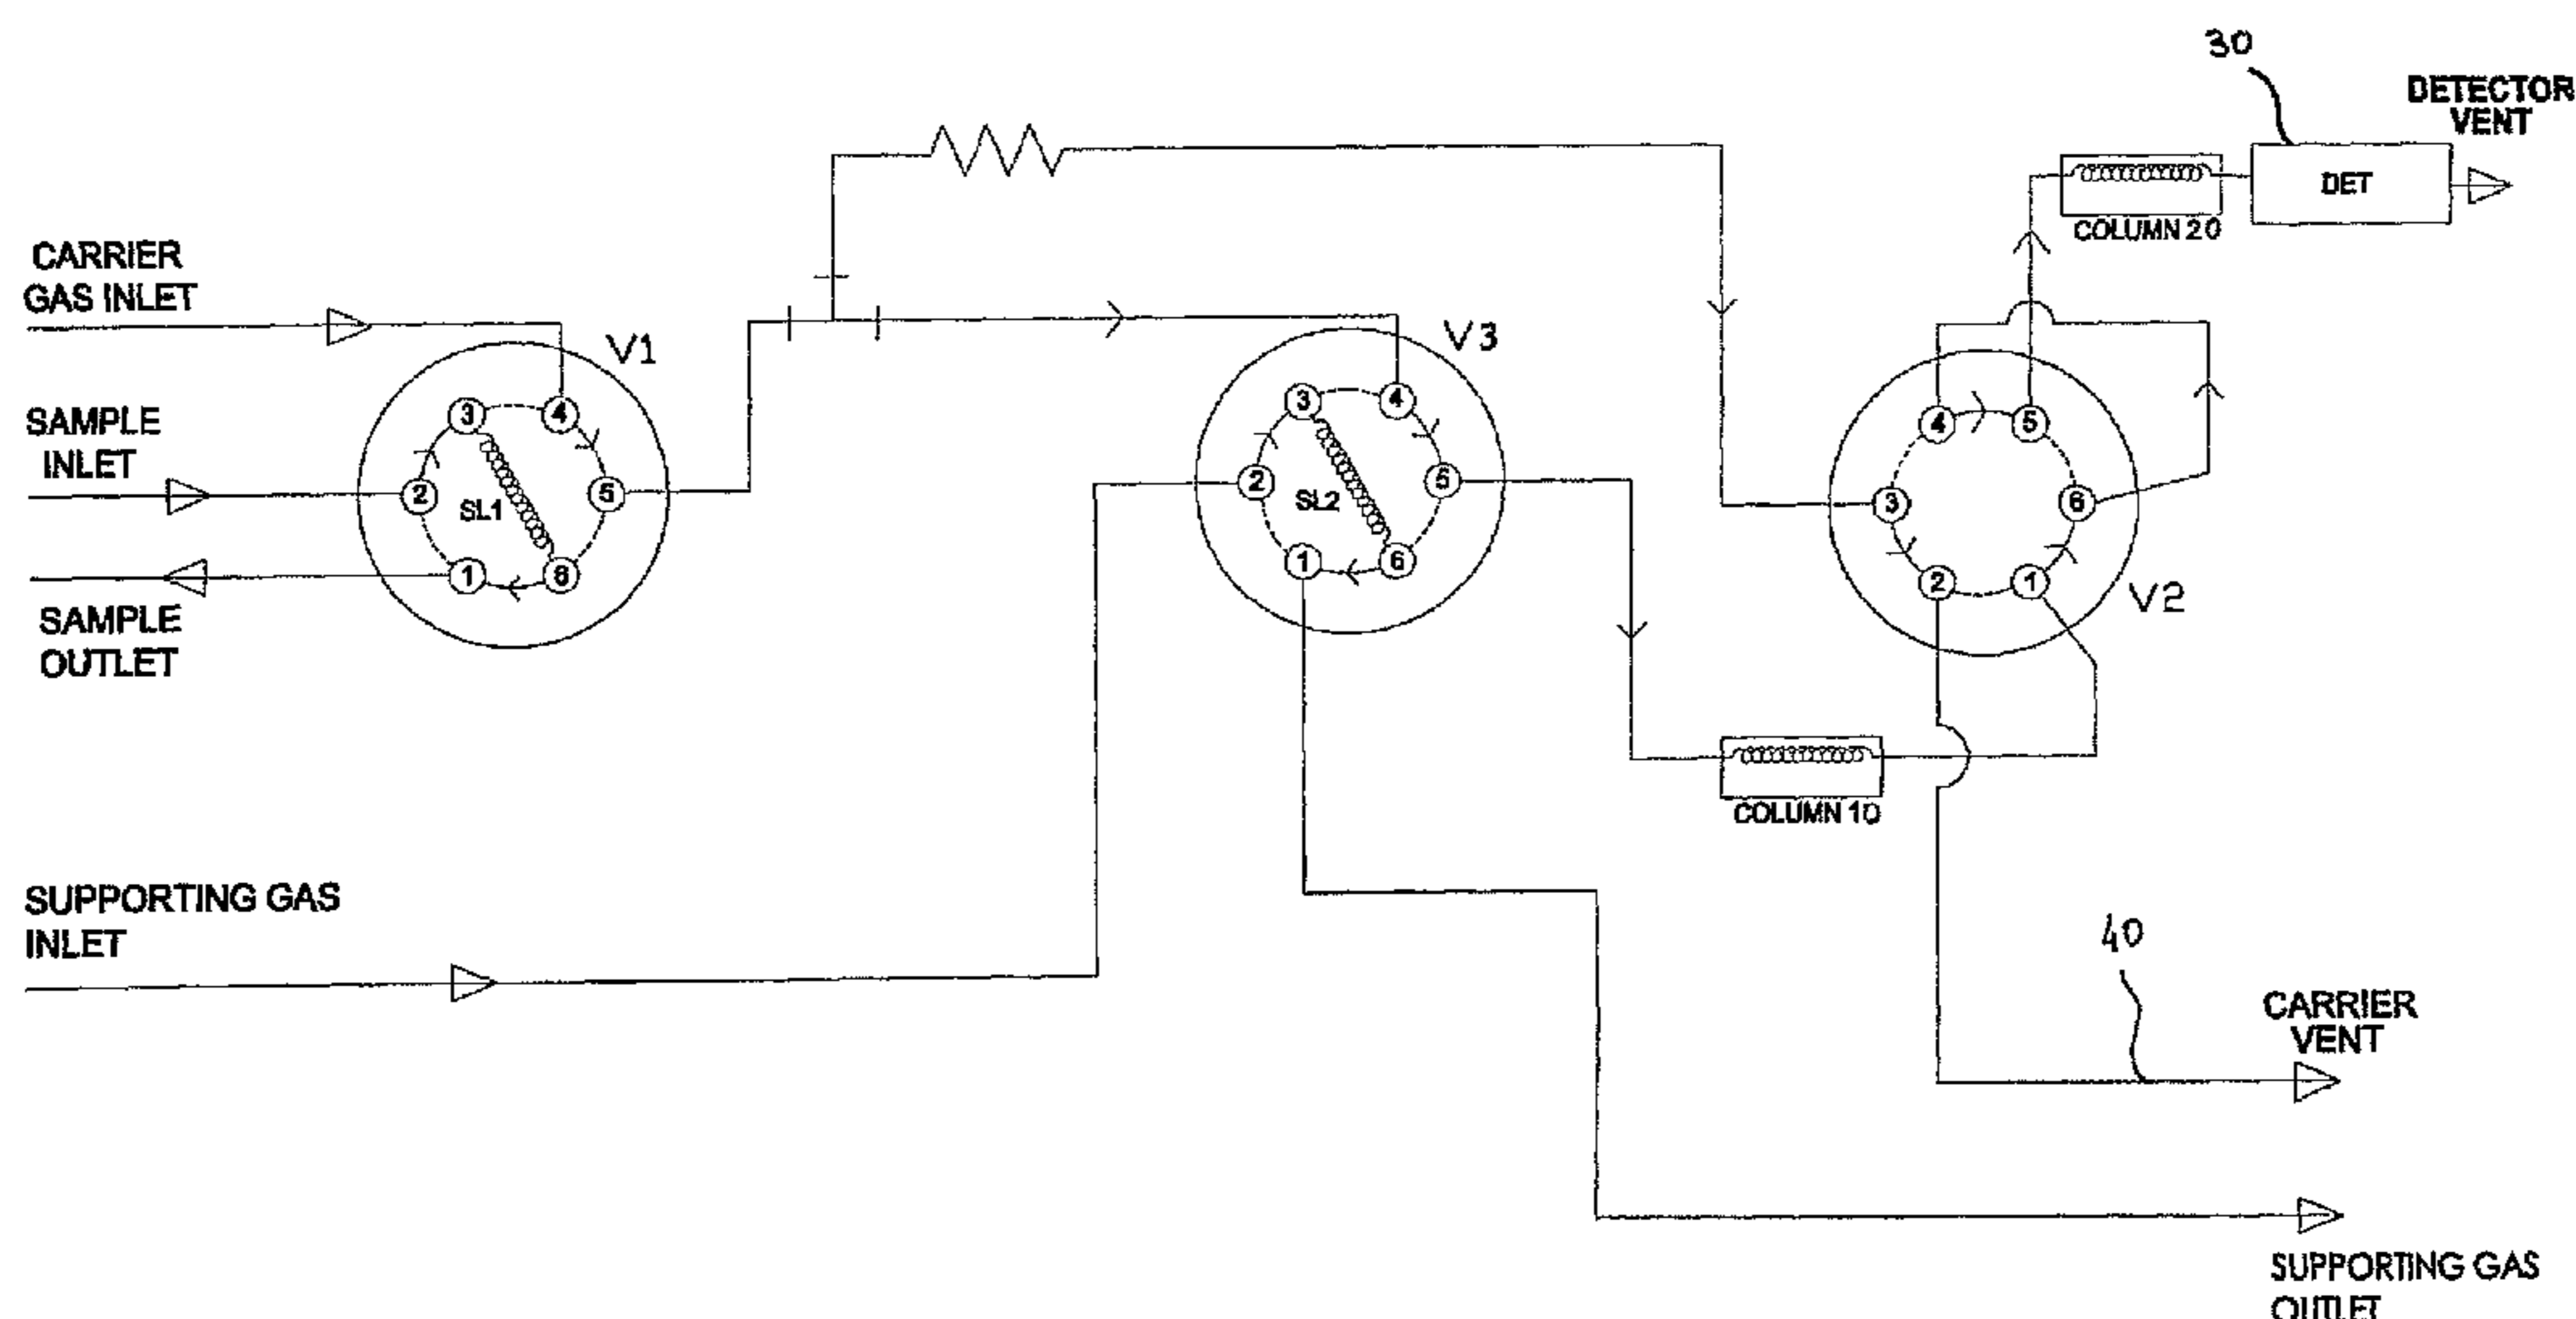 30
DETECTOR
VENT
DET
COLUMN 20
CARRIER
GAS INLET
V1
V3
3
4
3
4
4
5
SAMPLE
INLET
2
SL1
5
2
SL2
5
3
6
1
6
1
6
2
1
V2
SAMPLE
OUTLET
COLUMN 10
SUPPORTING GAS
INLET
40
CARRIER
VENT
SUPPORTING GAS
OUTLET